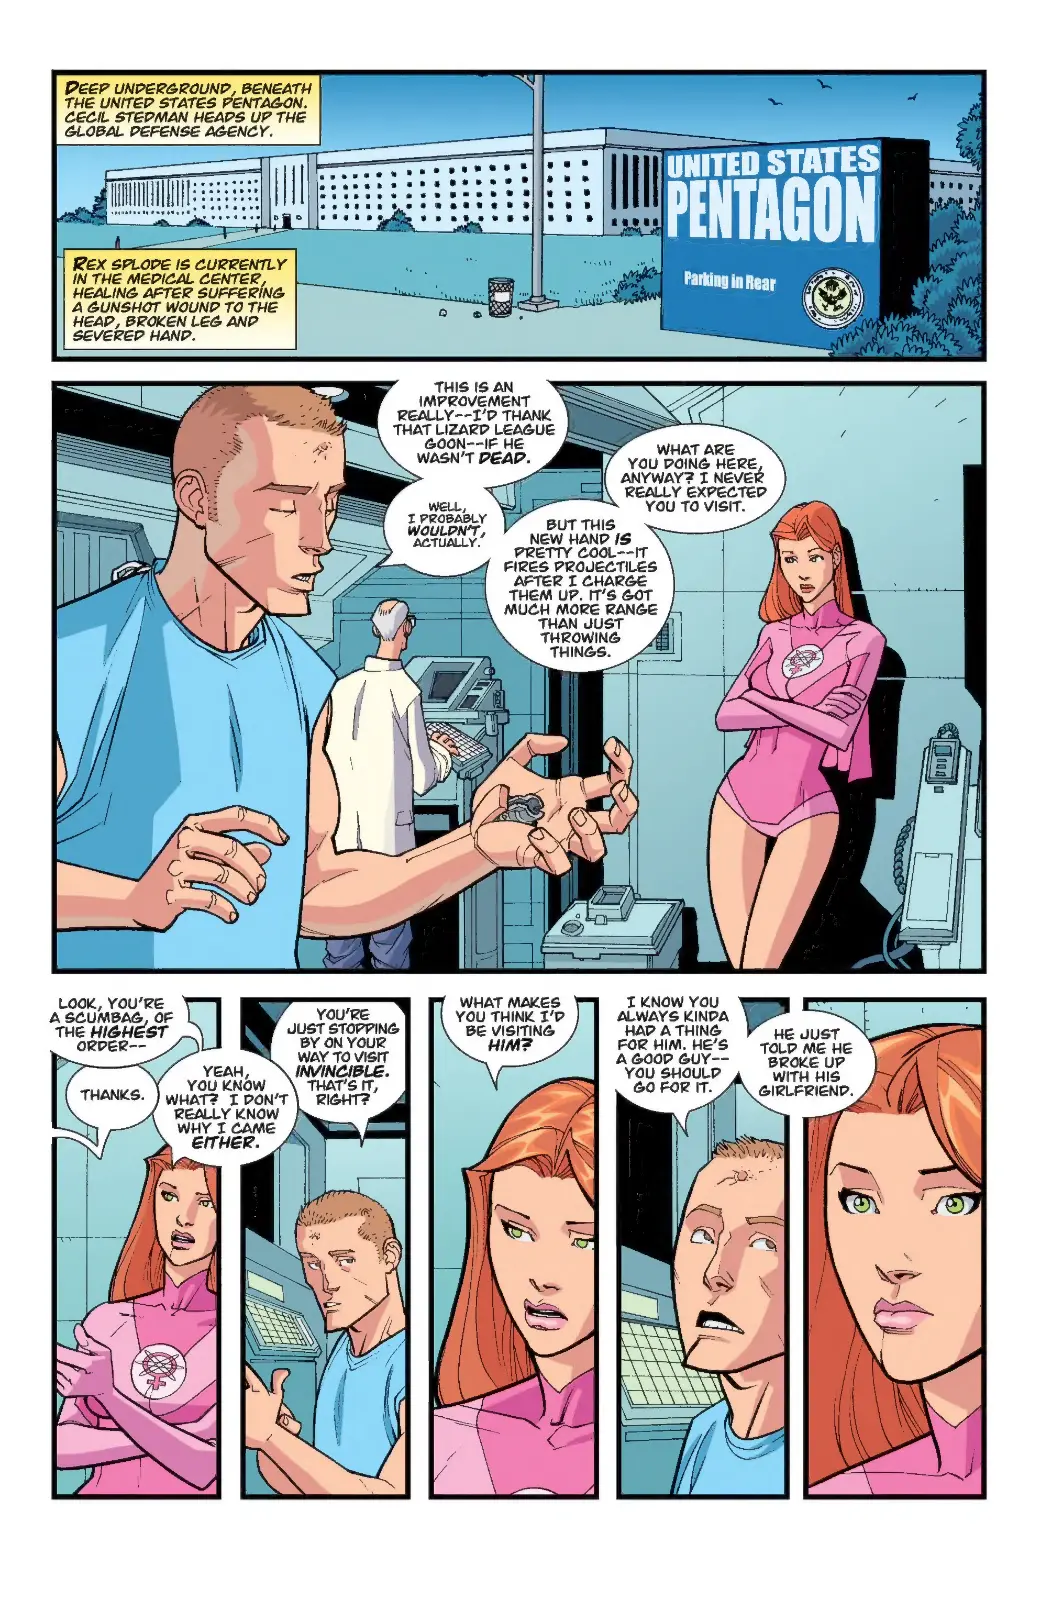 DEEP UNDERGROUND, BENEATH
THE UNITED STATES PENTAGON.
CECIL STEDMAN HEADS UP THE
GLOBAL DEFENSE AGENCY.
UNITED STATES
PENTAGON
Parking in Rear
REX SPLODE IS CURRENTLY
IN THE MEDICAL CENTER,
HEALING AFTER SUFFERING
A GUNSHOT WOUND TO THE
HEAD, BROKEN LEG AND
SEVERED HAND.
THIS IS AN
IMPROVEMENT
REALLY--I'D THANK
THAT LIZARD LEAGUE
GOON--IF HE
WASN'T DEAD.
WELL,
I PROBABLY
WOULDN'T,
ACTUALLY.
BUT THIS
NEW HAND IS
PRETTY COOL--IT
FIRES PROJECTILES
AFTER I CHARGE
THEM UP. IT'S GOT
MUCH MORE RANGE
THAN JUST
THROWING
THINGS.
WHAT ARE
YOU DOING HERE,
ANYWAY? I NEVER
REALLY EXPECTED
YOU TO VISIT.
LOOK, YOU'RE
A SCUMBAG, OF
THE HIGHEST
ORDER--
THANKS.
YEAH,
YOU KNOW
WHAT? I DON'T
REALLY KNOW
WHY I CAME
EITHER.
YOU'RE
JUST STOPPING
BY ON YOUR
WAY TO VISIT
INVINCIBLE.
THAT'S IT,
RIGHT?
WHAT MAKES
YOU THINK I'D
BE VISITING
HIM?
I KNOW YOU
ALWAYS KINDA
HAD A THING
FOR HIM. HE'S
A GOOD GUY--
YOU SHOULD
GO FOR IT.
HE JUST
TOLD ME HE
BROKE UP
WITH HIS
GIRLFRIEND.